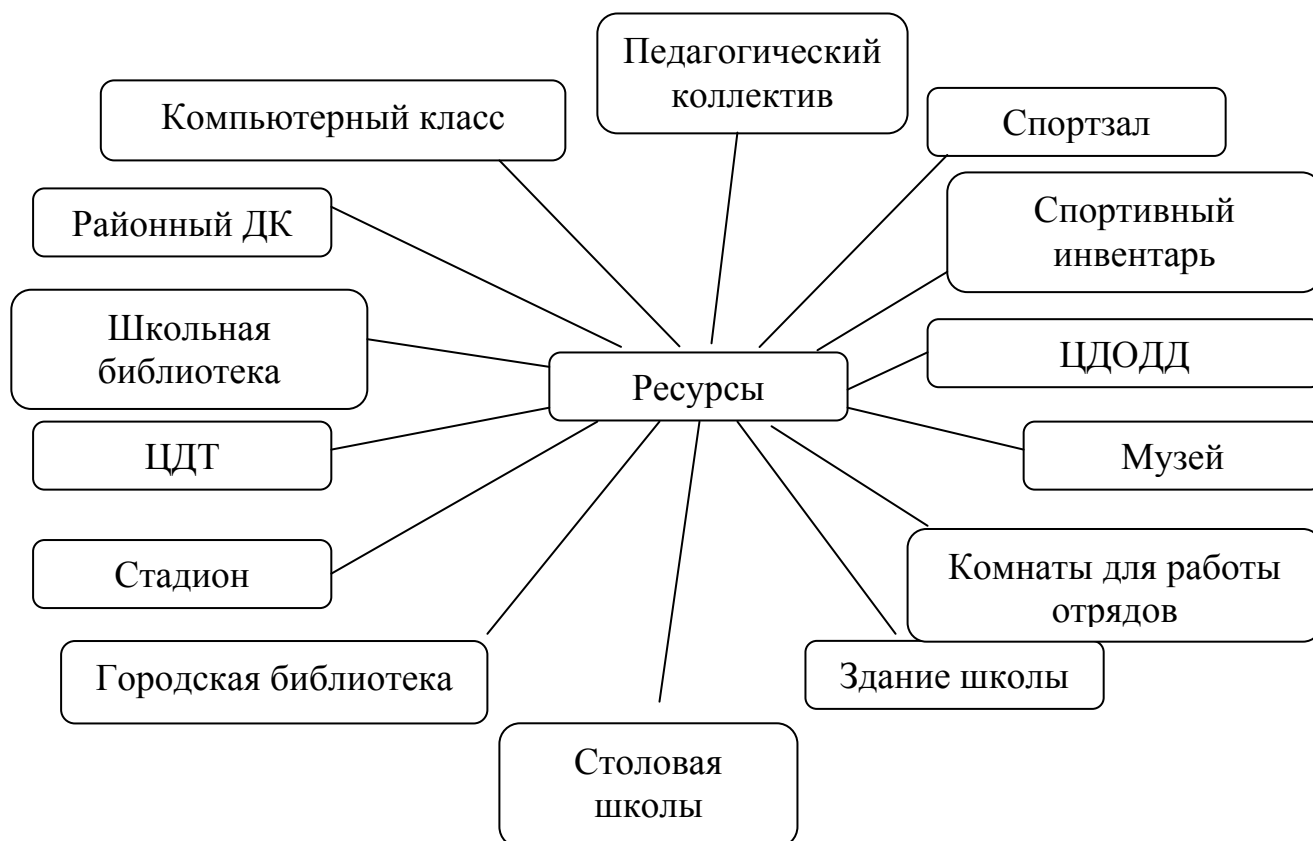 Педагогический
коллектив
Компьютерный класс
Спортзал
Районный ДК
Спортивный
инвентарь
Школьная
библиотека
ЦДОДД
Ресурсы
ЦДТ
Музей
Стадион
Комнаты для работы
отрядов
Городская библиотека
Здание школы
Столовая
школы